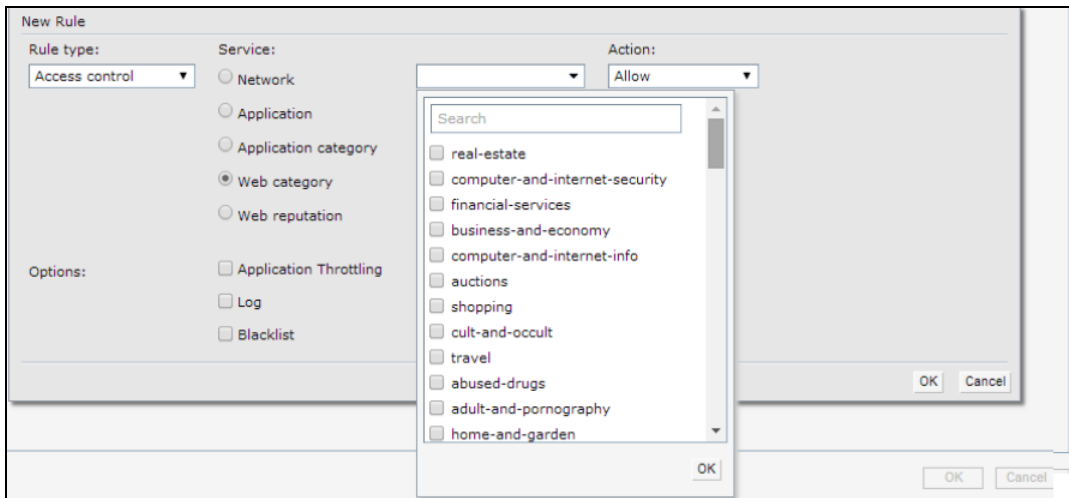 New Rule
Rule type: Service: Action:
Access control Network Allow
Application
Application category
Web category
Web reputation
Options: Application Throttling
Log
Blacklist
Search
real-estate
computer-and-internet-security
financial-services
business-and-economy
computer-and-internet-info
auctions
shopping
cult-and-occult
travel
abused-drugs
adult-and-pornography
home-and-garden
OK
OK Cancel
OK Cancel